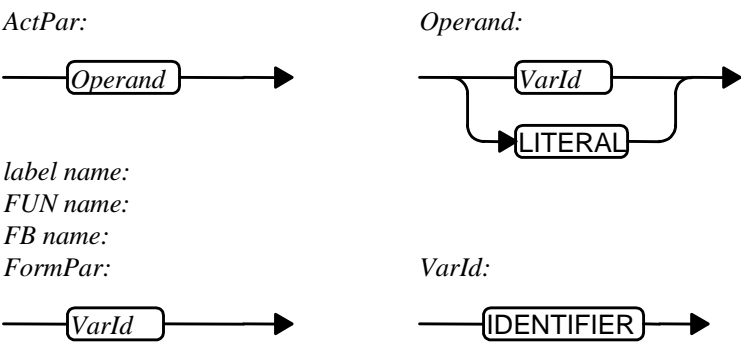 ActPar:
Operand:
Operand
VarId
LITERAL
label name:
FUN name:
FB name:
FormPar:
VarId:
VarId
IDENTIFIER